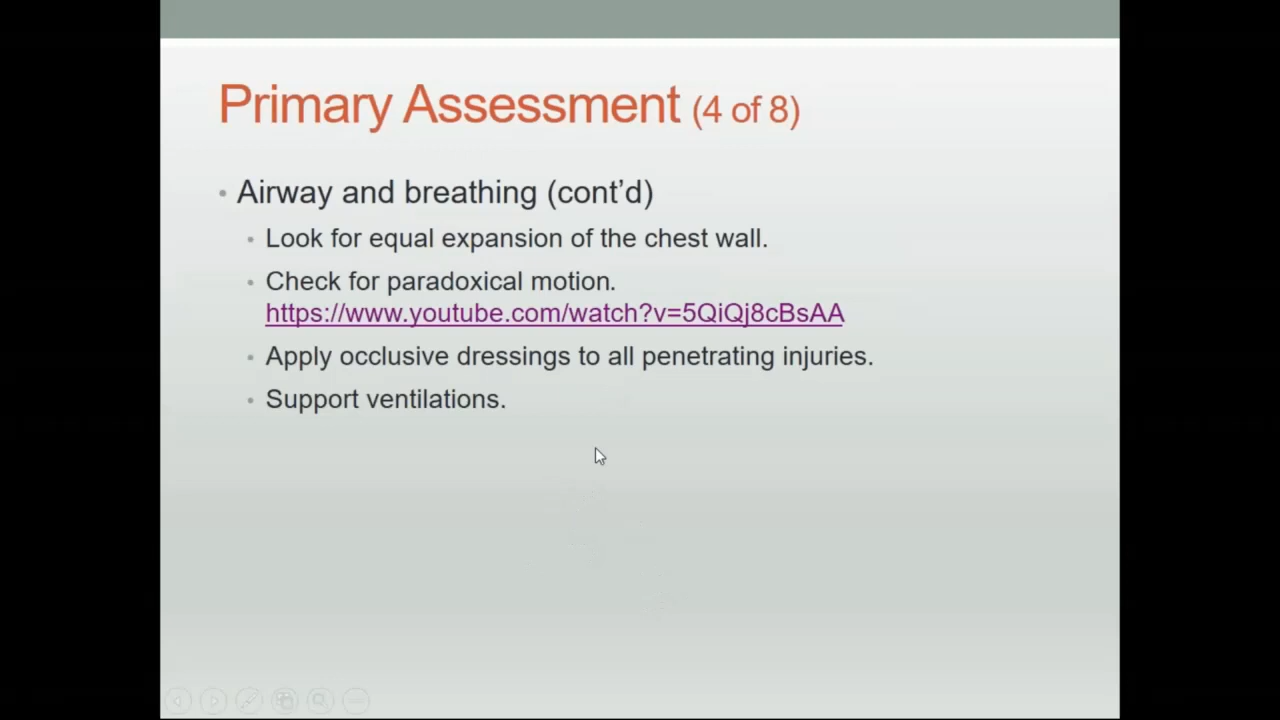 Primary Assessment (4 of 8)
• Airway and breathing (cont’d)
• Look for equal expansion of the chest wall.
• Check for paradoxical motion.
https://www.youtube.com/watch?v=5QiQj8cBsAA
• Apply occlusive dressings to all penetrating injuries.
• Support ventilations.